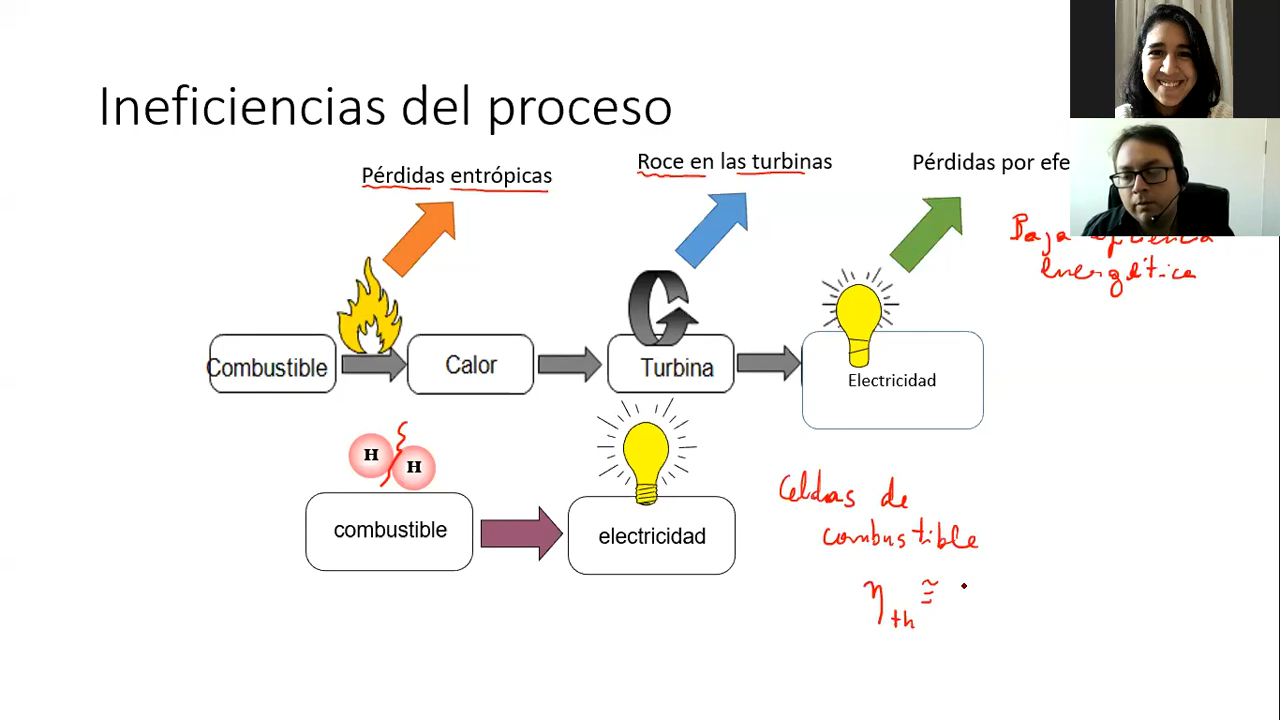 Ineficiencias del proceso
Pérdidas entrópicas
Roce en las turbinas
Pérdidas por efe
Baja eficiencia
energética
Combustible
Calor
Turbina
Electricidad
H
H
combustible
electricidad
Celdas de
combustible
η th ≅